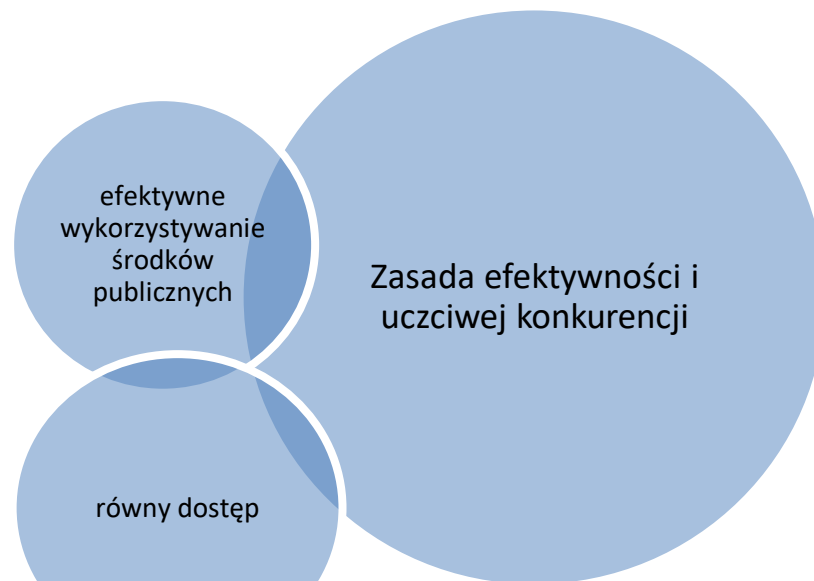 efektywne
wykorzystywanie
środków
publicznych
Zasada efektywności i
uczciwej konkurencji
równy dostęp